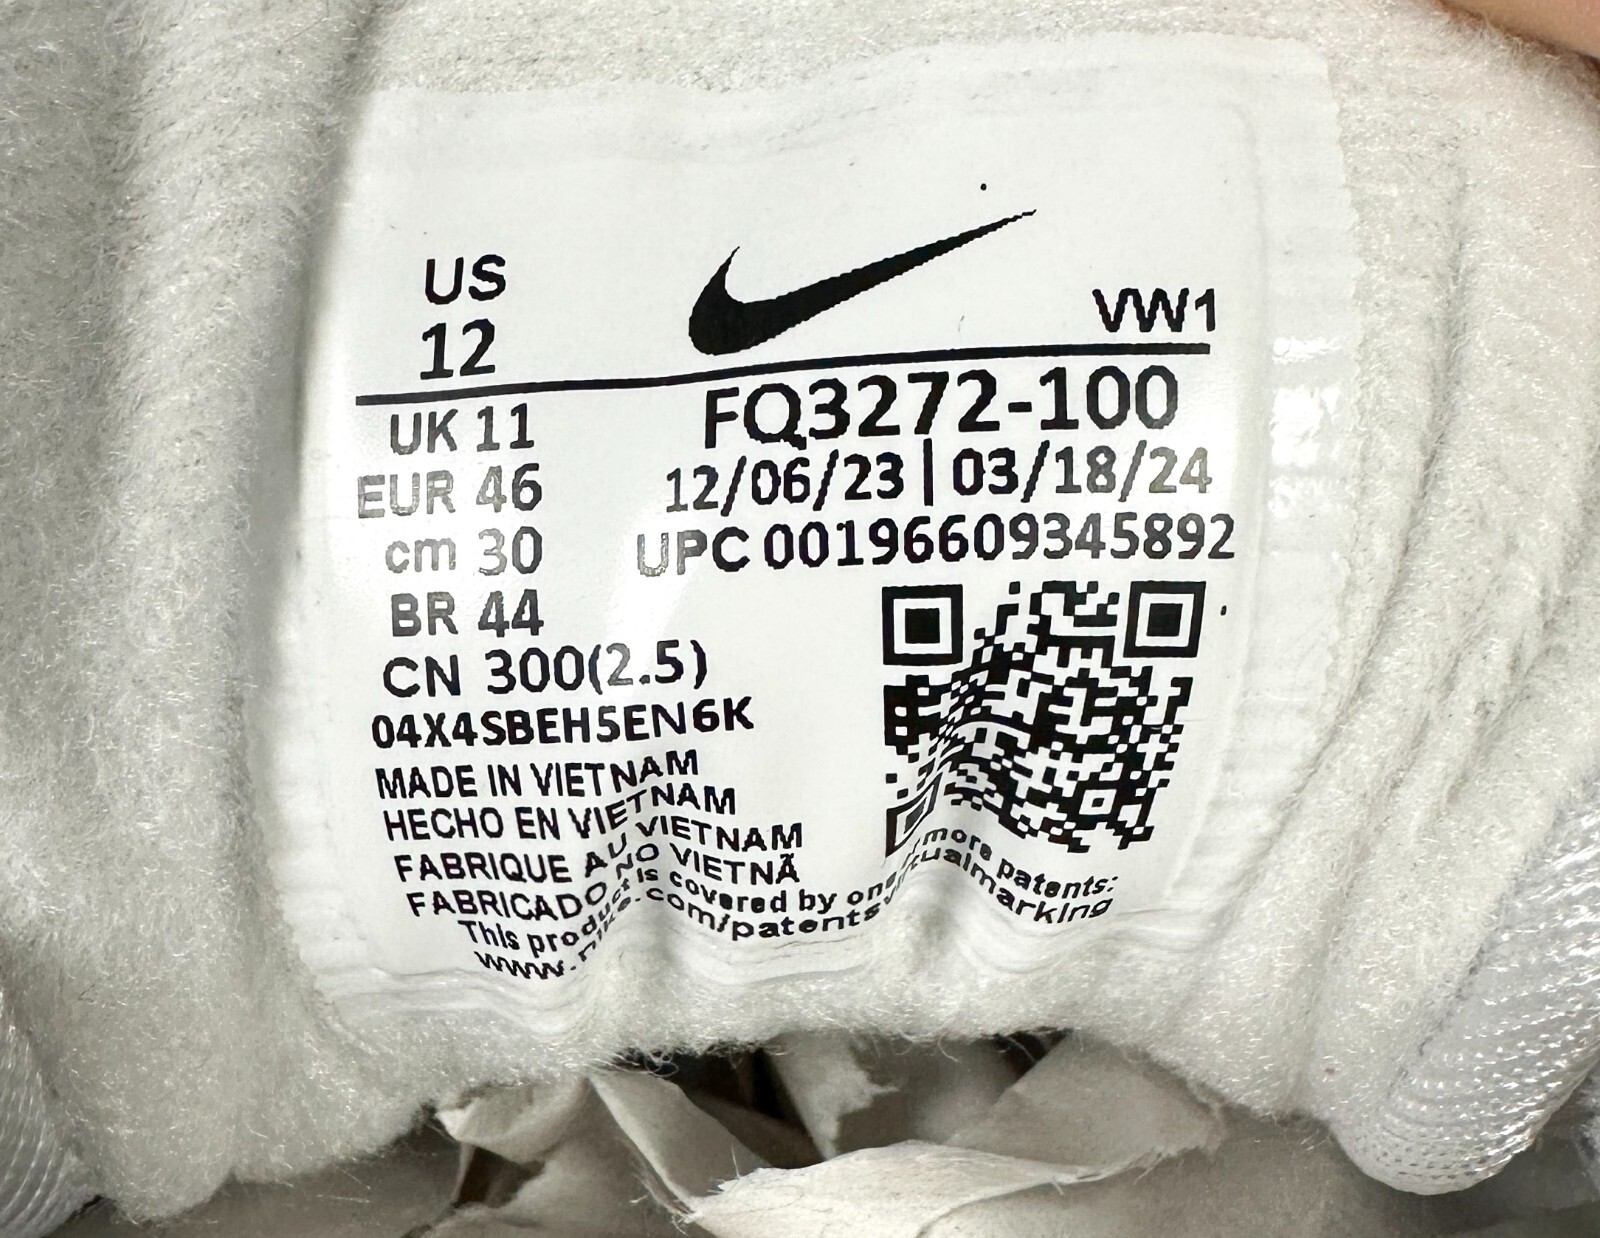 US
12
VW1
UK 11
FQ3272-100
EUR 46
12/06/23 | 03/18/24
cm 30
UPC 00196609345892
BR 44
CN 300(2.5)
04X4SBEH5EN6K
MADE IN VIETNAM
HECHO EN VIETNAM
FABRIQUE AU VIETNAM
FABRICADO NO VIETNÃ
This product is covered by one / more patents:
www.nike.com/patents virtualmarking